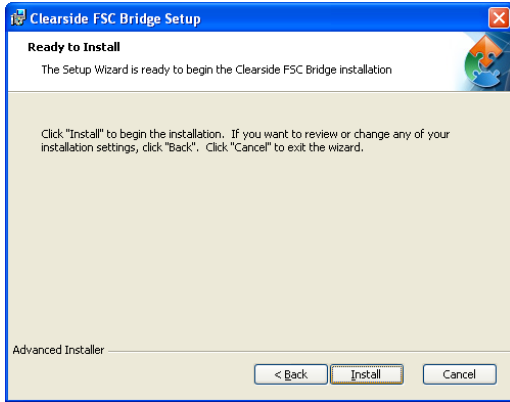 Clearside FSC Bridge Setup
Ready to Install
The Setup Wizard is ready to begin the Clearside FSC Bridge installation
Click "Install" to begin the installation. If you want to review or change any of your
installation settings, click "Back". Click "Cancel" to exit the wizard.
Advanced Installer
< Back Install Cancel